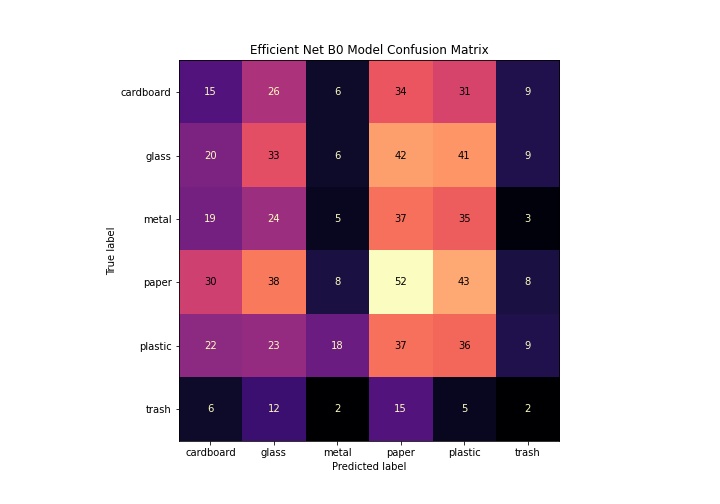 Efficient Net B0 Model Confusion Matrix
True label
cardboard 15 26 6 34 31 9
glass 20 33 6 42 41 9
metal 19 24 5 37 35 3
paper 30 38 8 52 43 8
plastic 22 23 18 37 36 9
trash 6 12 2 15 5 2
cardboard glass metal paper plastic trash
Predicted label